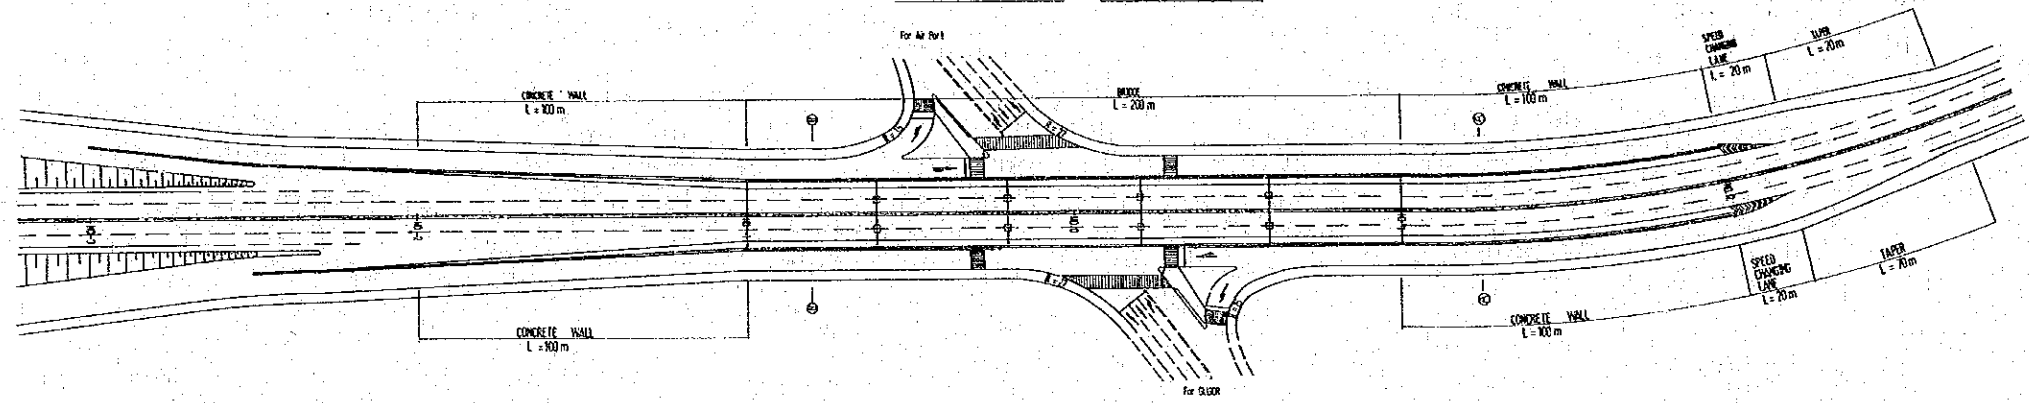 For Air Port
CONCRETE WALL
L = 100 m
BRIDGE
L = 200 m
CONCRETE WALL
L = 100 m
SPEED
CHANGING
LANE
L = 20 m
TAPER
L = 70 m
CONCRETE WALL
L = 100 m
CONCRETE WALL
L = 100 m
SPEED
CHANGING
LANE
L = 20 m
TAPER
L = 70 m
For